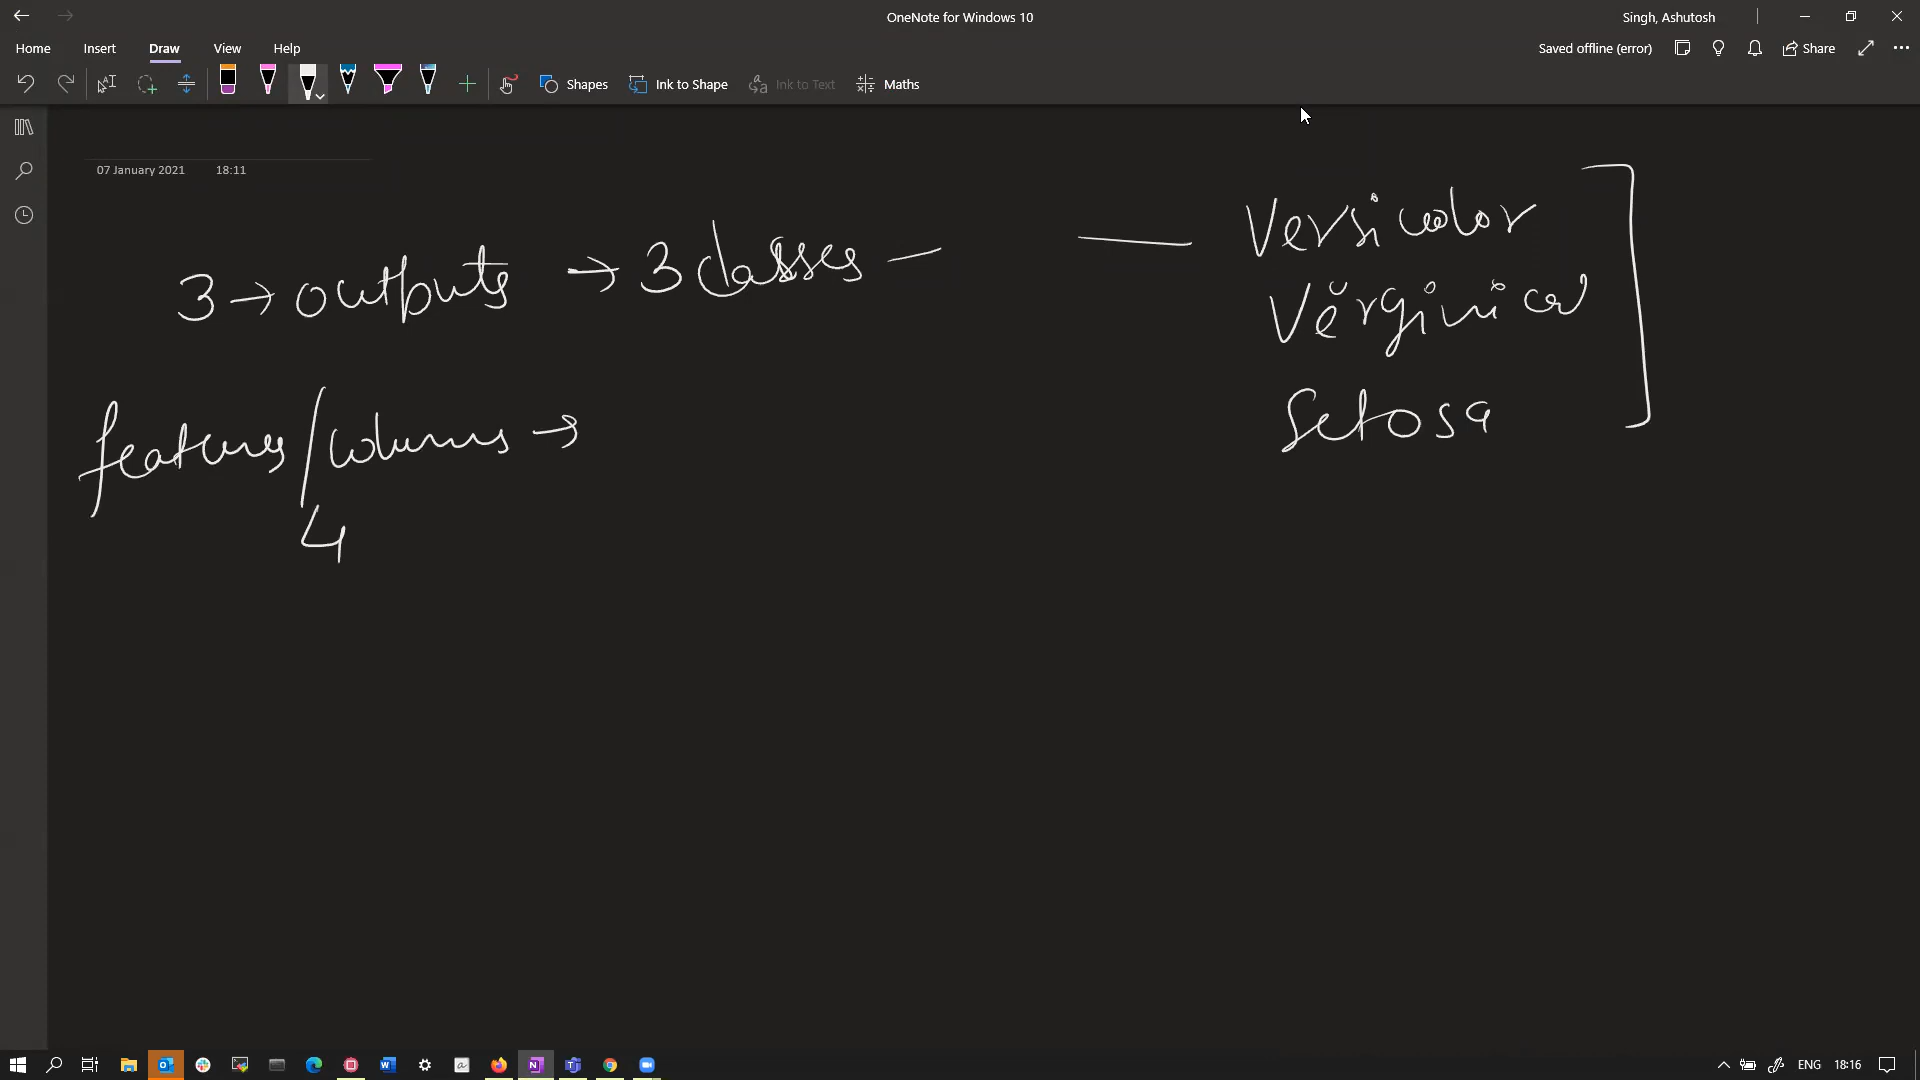 OneNote for Windows 10
Singh, Ashutosh
Home Insert Draw View Help
Saved offline (error) Share
Shapes Ink to Shape Ink to Text Maths
07 January 2021 18:11
3 → outputs → 3 classes — — Versicolor
Verginica
Setosa
features/columns →
4
ENG 18:16